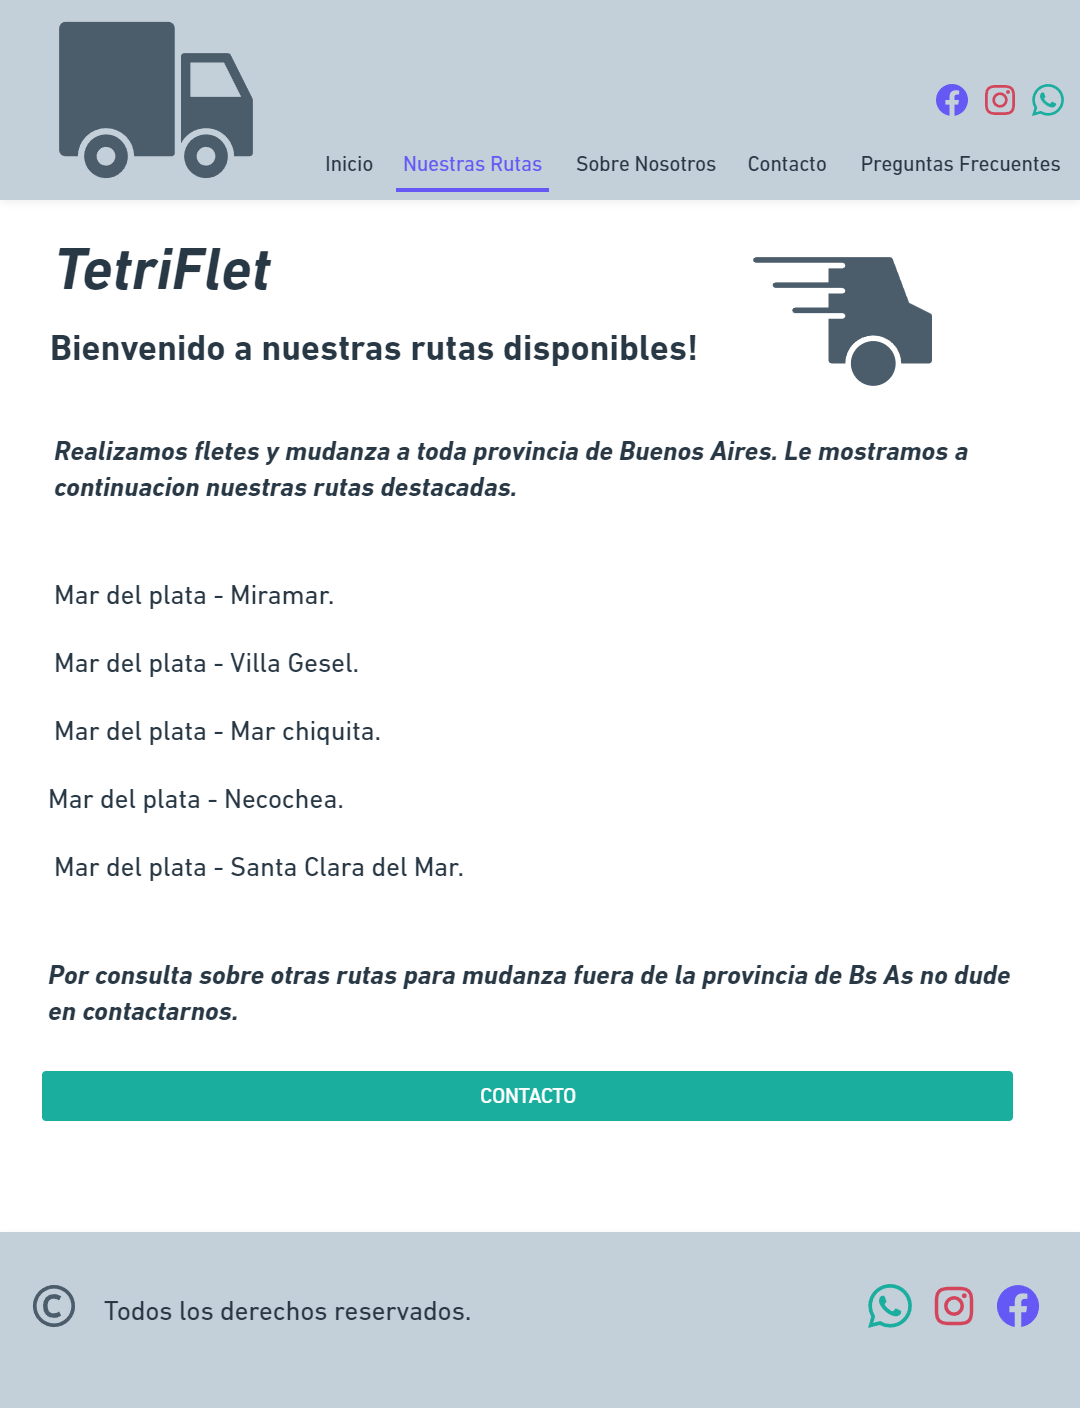 Inicio Nuestras Rutas Sobre Nosotros Contacto Preguntas Frecuentes
TetriFlet
Bienvenido a nuestras rutas disponibles!
Realizamos fletes y mudanza a toda provincia de Buenos Aires. Le mostramos a
continuacion nuestras rutas destacadas.
Mar del plata - Miramar.
Mar del plata - Villa Gesel.
Mar del plata - Mar chiquita.
Mar del plata - Necochea.
Mar del plata - Santa Clara del Mar.
Por consulta sobre otras rutas para mudanza fuera de la provincia de Bs As no dude
en contactarnos.
CONTACTO
© Todos los derechos reservados.